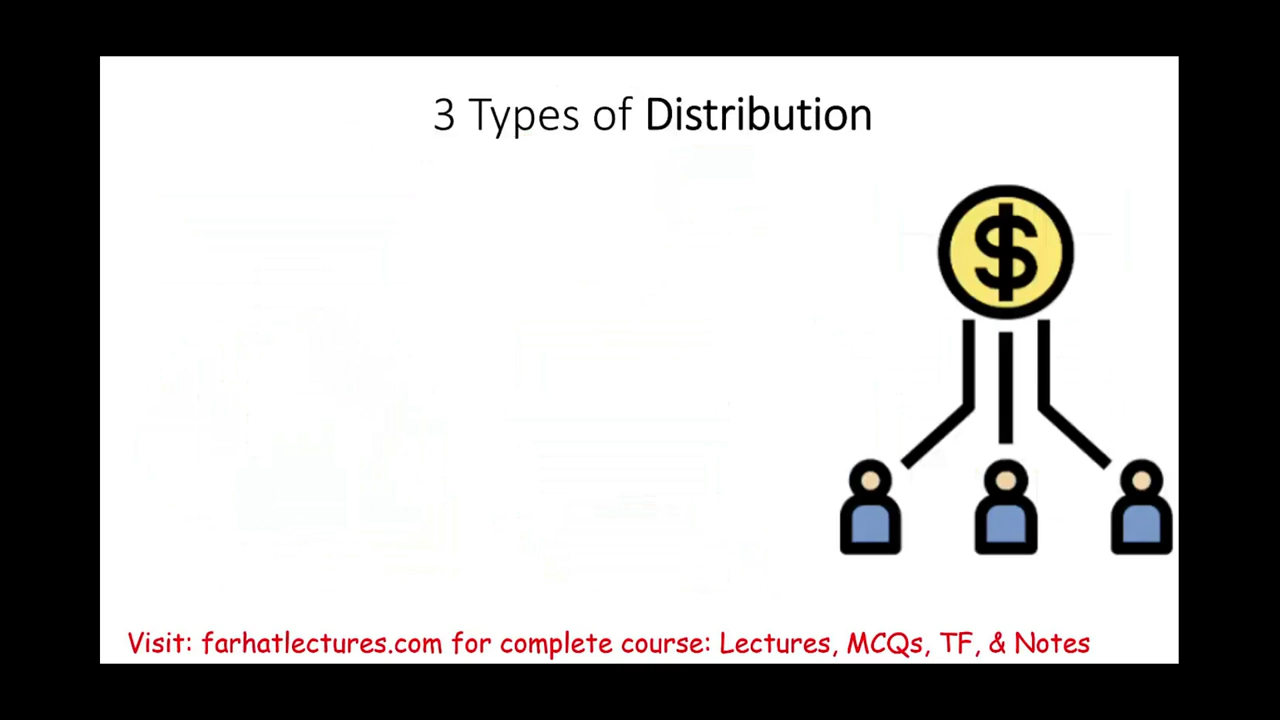 3 Types of Distribution
$
Visit: farhatlectures.com for complete course: Lectures, MCQs, TF, & Notes